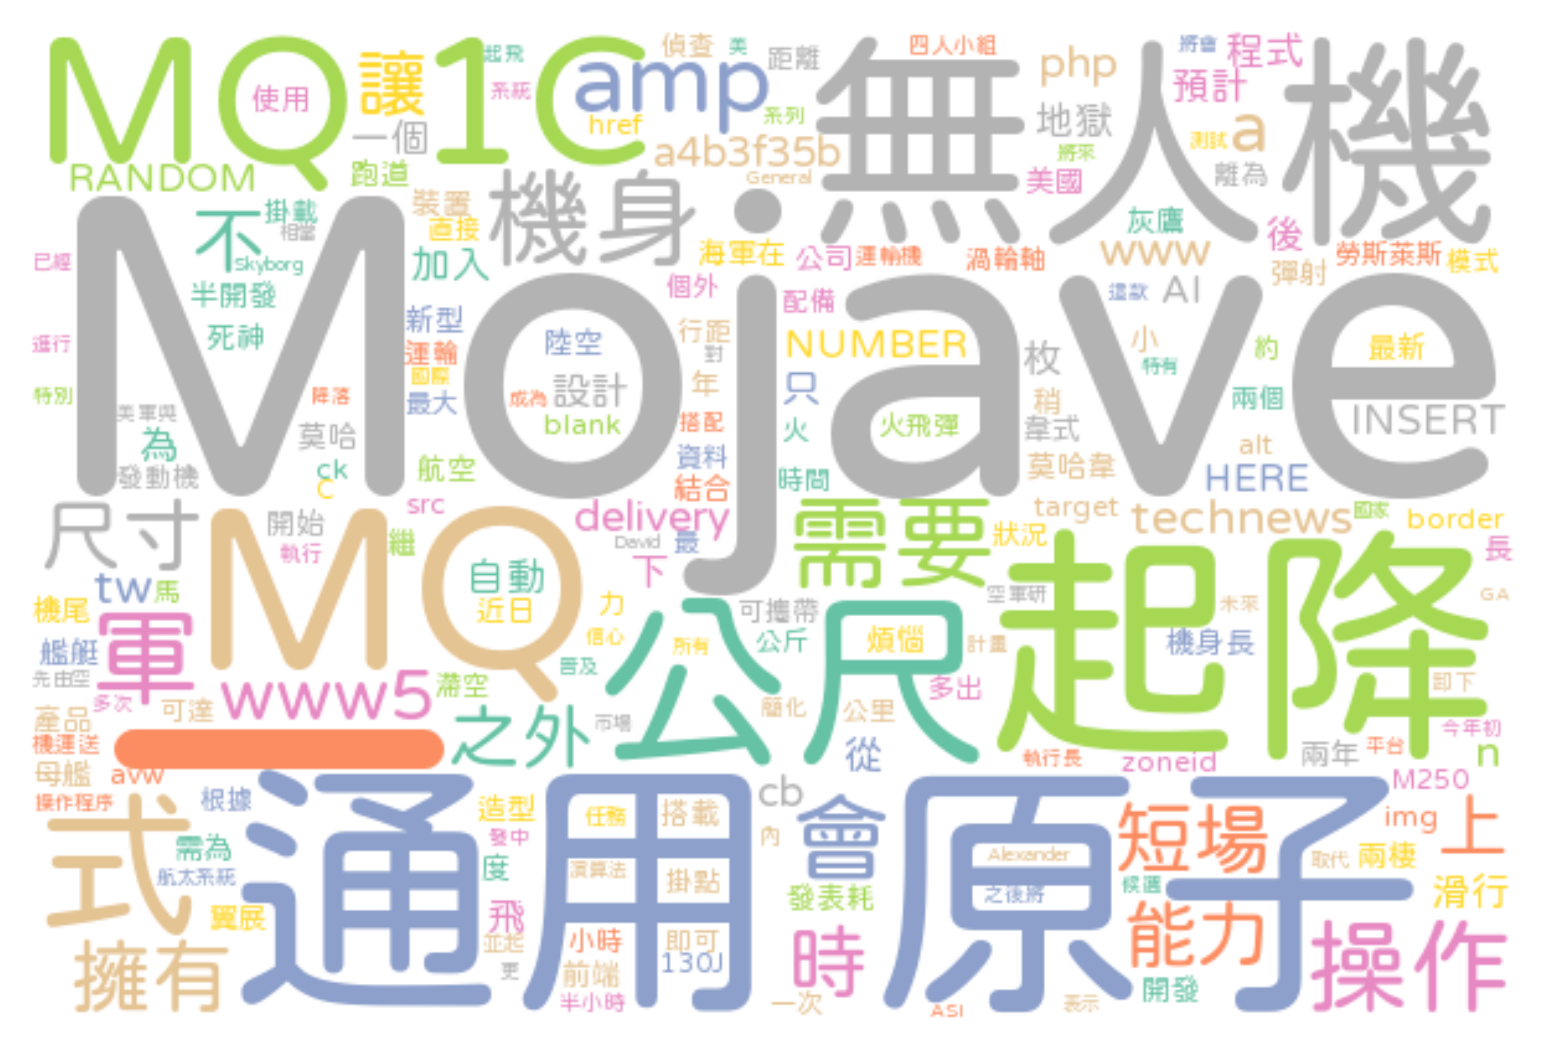 MQ
1C
amp
無人機
讓
使用
起飛
系統
偵查
美
距離
四人小組
php
將會
程式
預計
一個
href
系列
地獄
將來
測試
a
a4b3f35b
RANDOM
跑道
General
美國
離為
機身
裝置
直接
掛載
相當
不
Skyborg
加入
海軍在
公司
運輸機
渦輪軸
灰鷹
www
後
勞斯萊斯
模式
彈射
已經
半開發
死神
個外
配備
這款
AI
Mojave
新型
運輸
國際
最大
陸空
設計
成為
blank
行距
對
年
搭配
NUMBER
只
火
火飛彈
枚
小
特有
約
最新
兩個
稍
韋式
莫哈韋
INSERT
alt
HERE
進行
特別
美軍與
為
發動機
降落
莫哈
ck
C
航空
資料
結合
時間
src
delivery
David
最
下
需要
target
technews
國家
border
狀況
長
尺寸
開始
執行
繼
MQ
自動
近日
tw
馬
機尾
軍
艦艇
先由空
多次
力
信心
所有
普及
可攜帶
公斤
煩惱
空軍研
未來
GA
計畫
機身長
起降
公尺
多出
卸下
產品
可達
www5
滯空
之外
市場
簡化
公里
從
今年初
機運送
母艦
avw
執行長
zoneid
兩年
平台
n
M250
操作程序
根據
式
需為
航太系統
翼展
擁有
通用
原子
造型
發中
度
飛
並起
更
任務
搭載
演算法
掛點
小時
即可
130J
前端
半小時
cb
內
會
發表耗
時
一次
Alexander
之後將
短場
img
上
取代
兩棲
候選
滑行
能力
操作
開發
ASI
表示